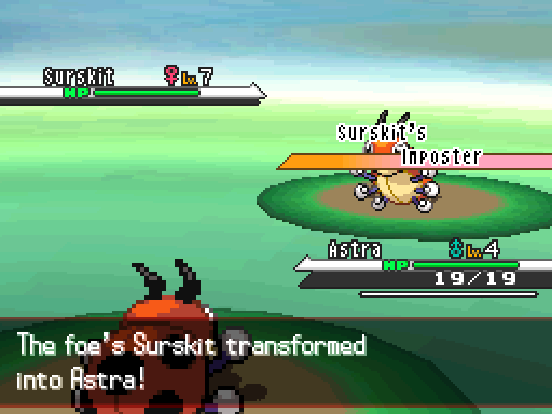 Surskit ♀ Lv.7
HP
Surskit's
Imposter
Astra ♂ Lv.4
HP
19/19
The foe's Surskit transformed
into Astra!